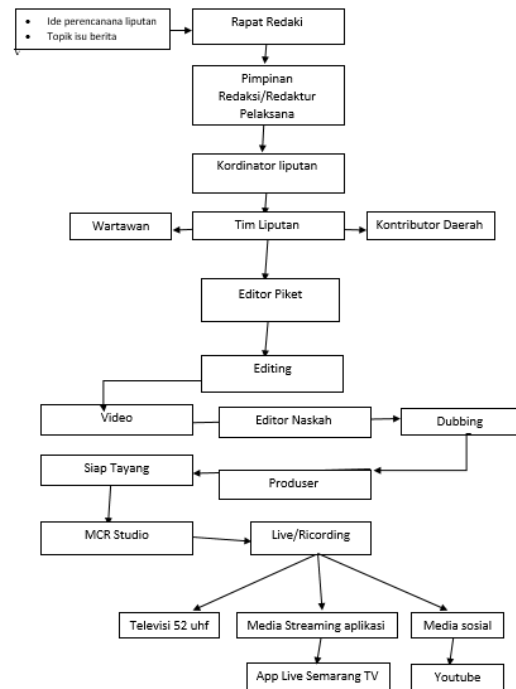 • Ide perencanana liputan
• Topik isu berita
Rapat Redaki
Pimpinan
Redaksi/Redaktur
Pelaksana
Kordinator liputan
Wartawan
Tim Liputan
Kontributor Daerah
Editor Piket
Editing
Video
Editor Naskah
Dubbing
Siap Tayang
Produser
MCR Studio
Live/Ricording
Televisi 52 uhf
Media Streaming aplikasi
Media sosial
App Live Semarang TV
Youtube